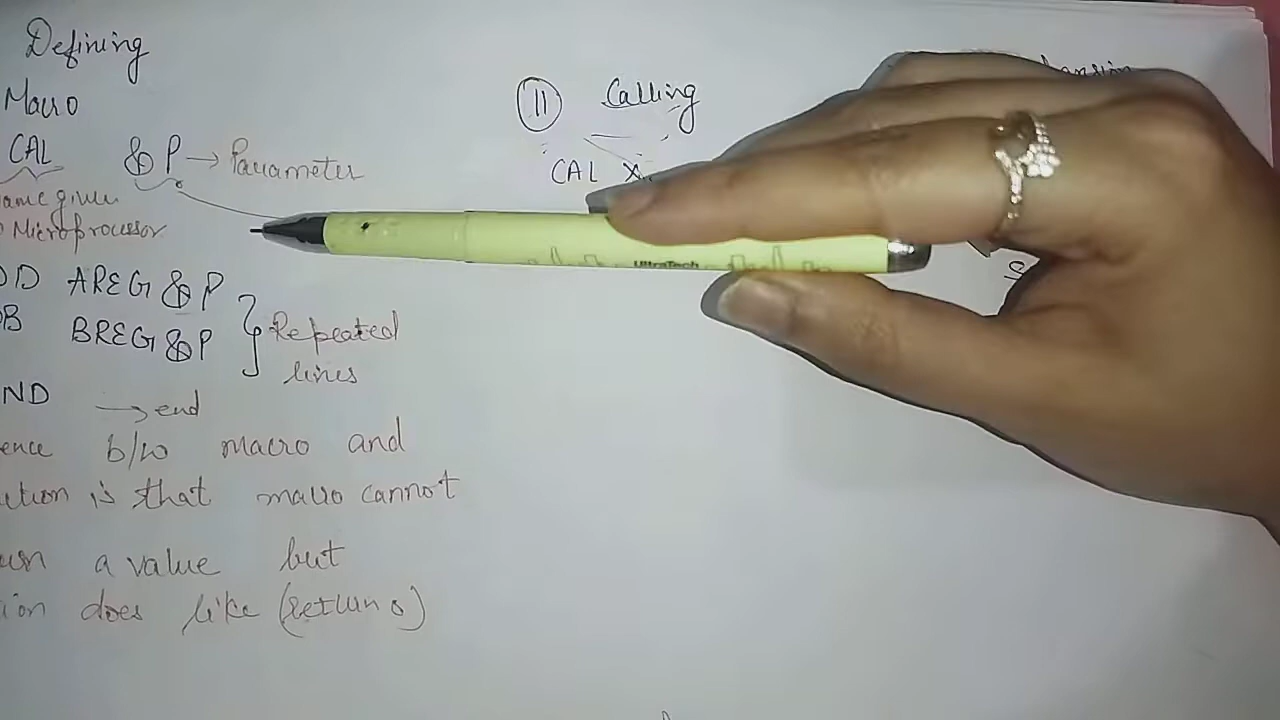 Defining
Macro
CAL &P → Parameter
given
Microprocessor
AREG &P
BREG &P } Repeated
lines
→ end
b/w macro and
is that macro cannot
a value but
does like (return 0)
II Calling
CAL X
UltraTech